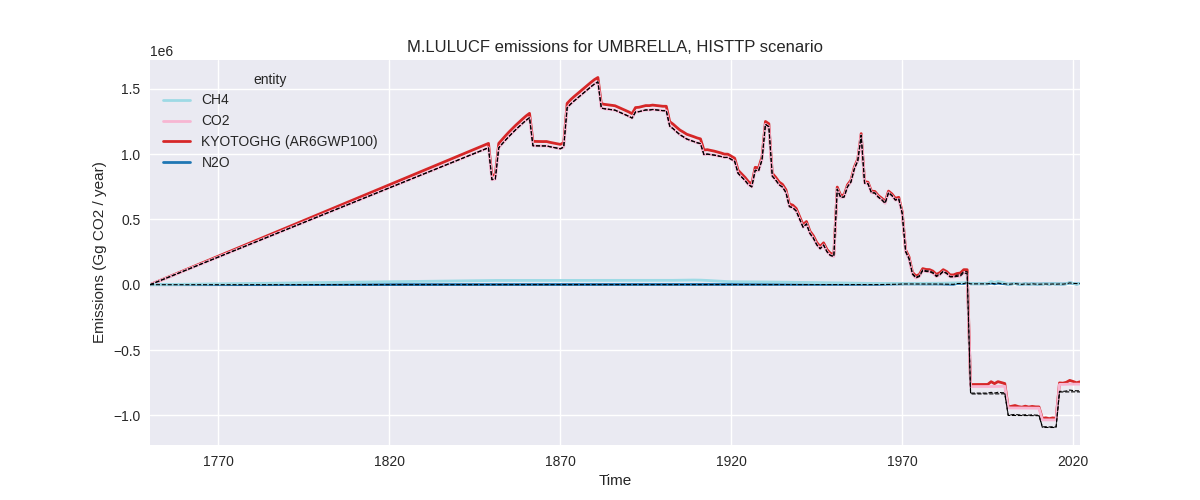 M.LULUCF emissions for UMBRELLA, HISTTP scenario
1e6
entity
CH4
CO2
KYOTOGHG (AR6GWP100)
N2O
Emissions (Gg CO2 / year)
1.5
1.0
0.5
0.0
−0.5
−1.0
1770
1820
1870
1920
1970
2020
Time